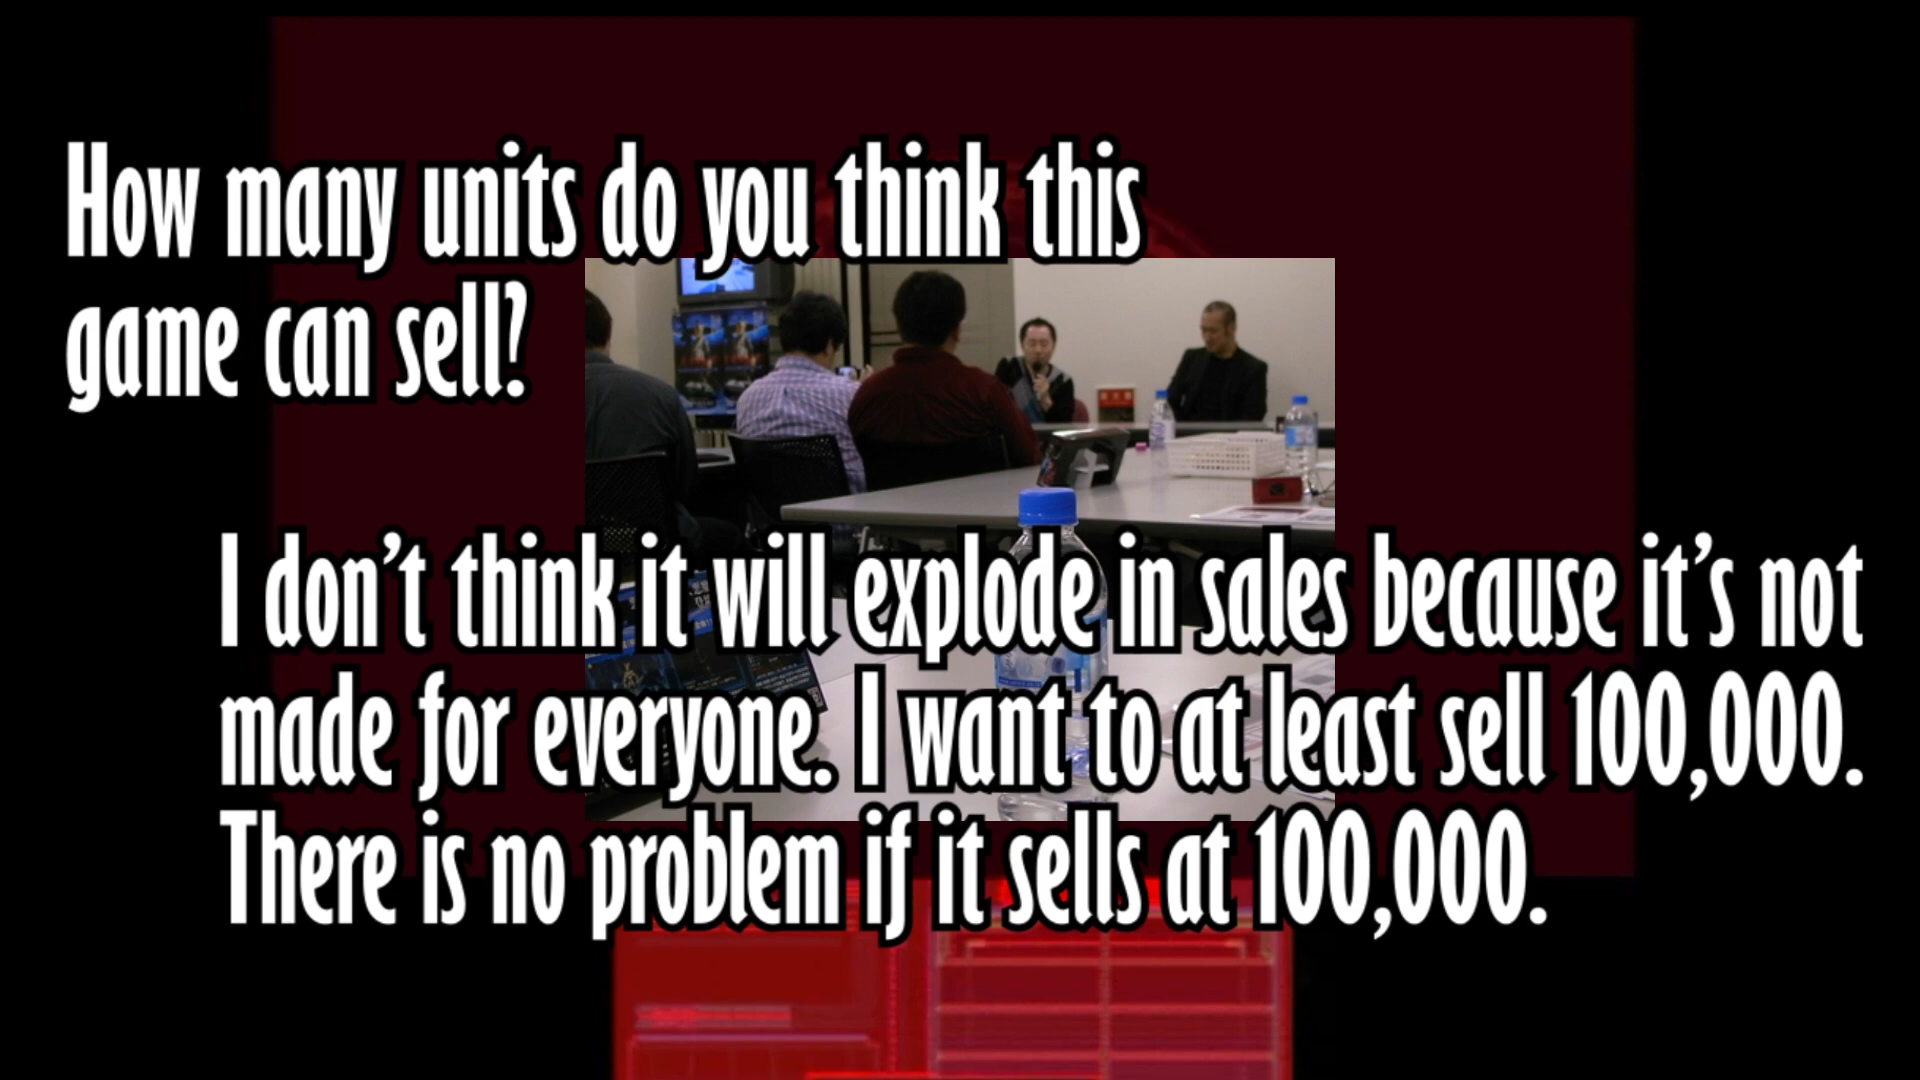 How many units do you think this
game can sell?
I don't think it will explode in sales because it's not
made for everyone. I want to at least sell 100,000.
There is no problem if it sells at 100,000.